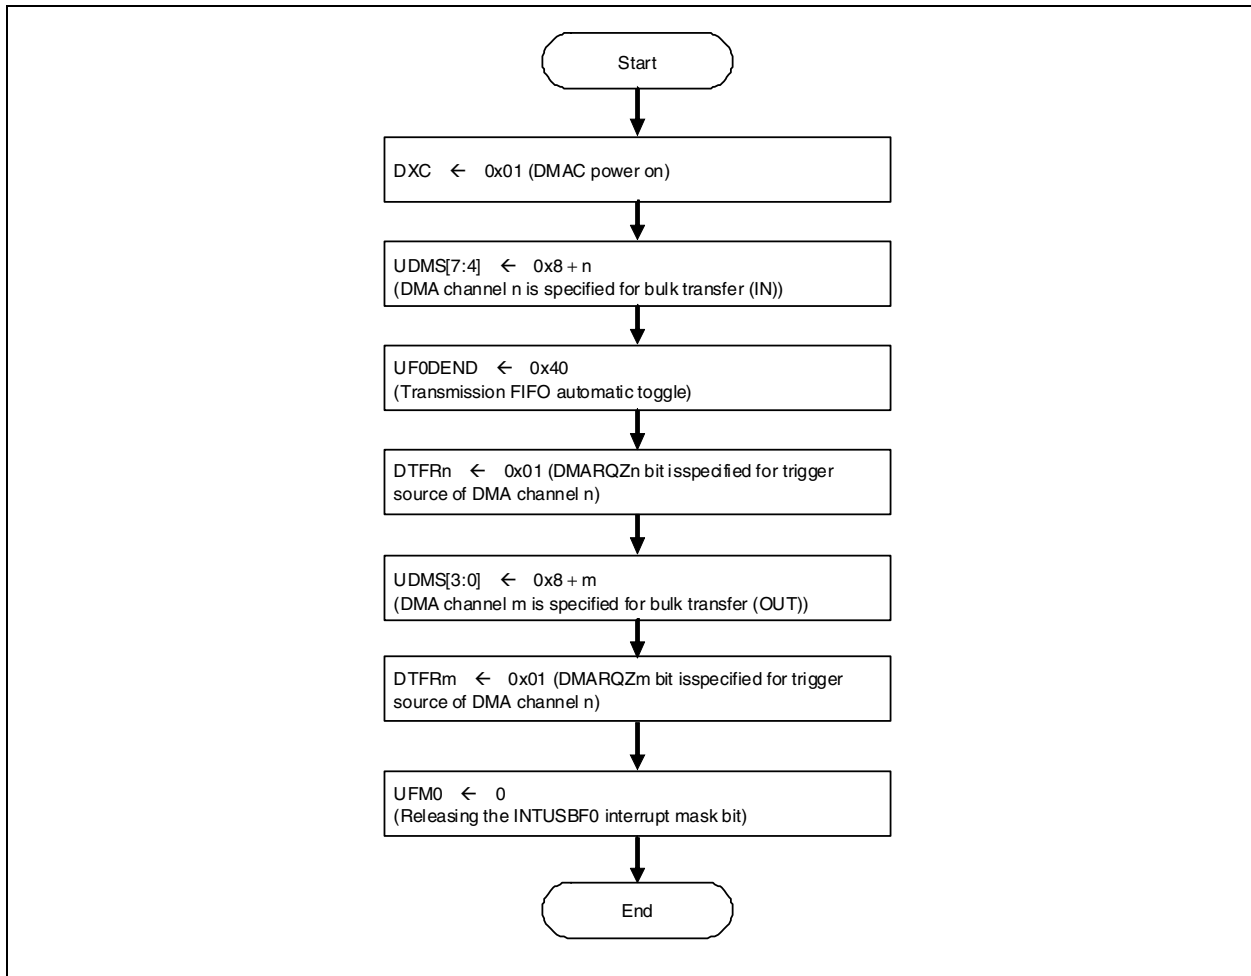 Start
DXC ← 0x01 (DMAC power on)
UDMS[7:4] ← 0x8 + n
(DMA channel n is specified for bulk transfer (IN))
UF0DEND ← 0x40
(Transmission FIFO automatic toggle)
DTFRn ← 0x01 (DMARQZn bit isspecified for trigger
source of DMA channel n)
UDMS[3:0] ← 0x8 + m
(DMA channel m is specified for bulk transfer (OUT))
DTFRm ← 0x01 (DMARQZm bit isspecified for trigger
source of DMA channel n)
UFM0 ← 0
(Releasing the INTUSBF0 interrupt mask bit)
End